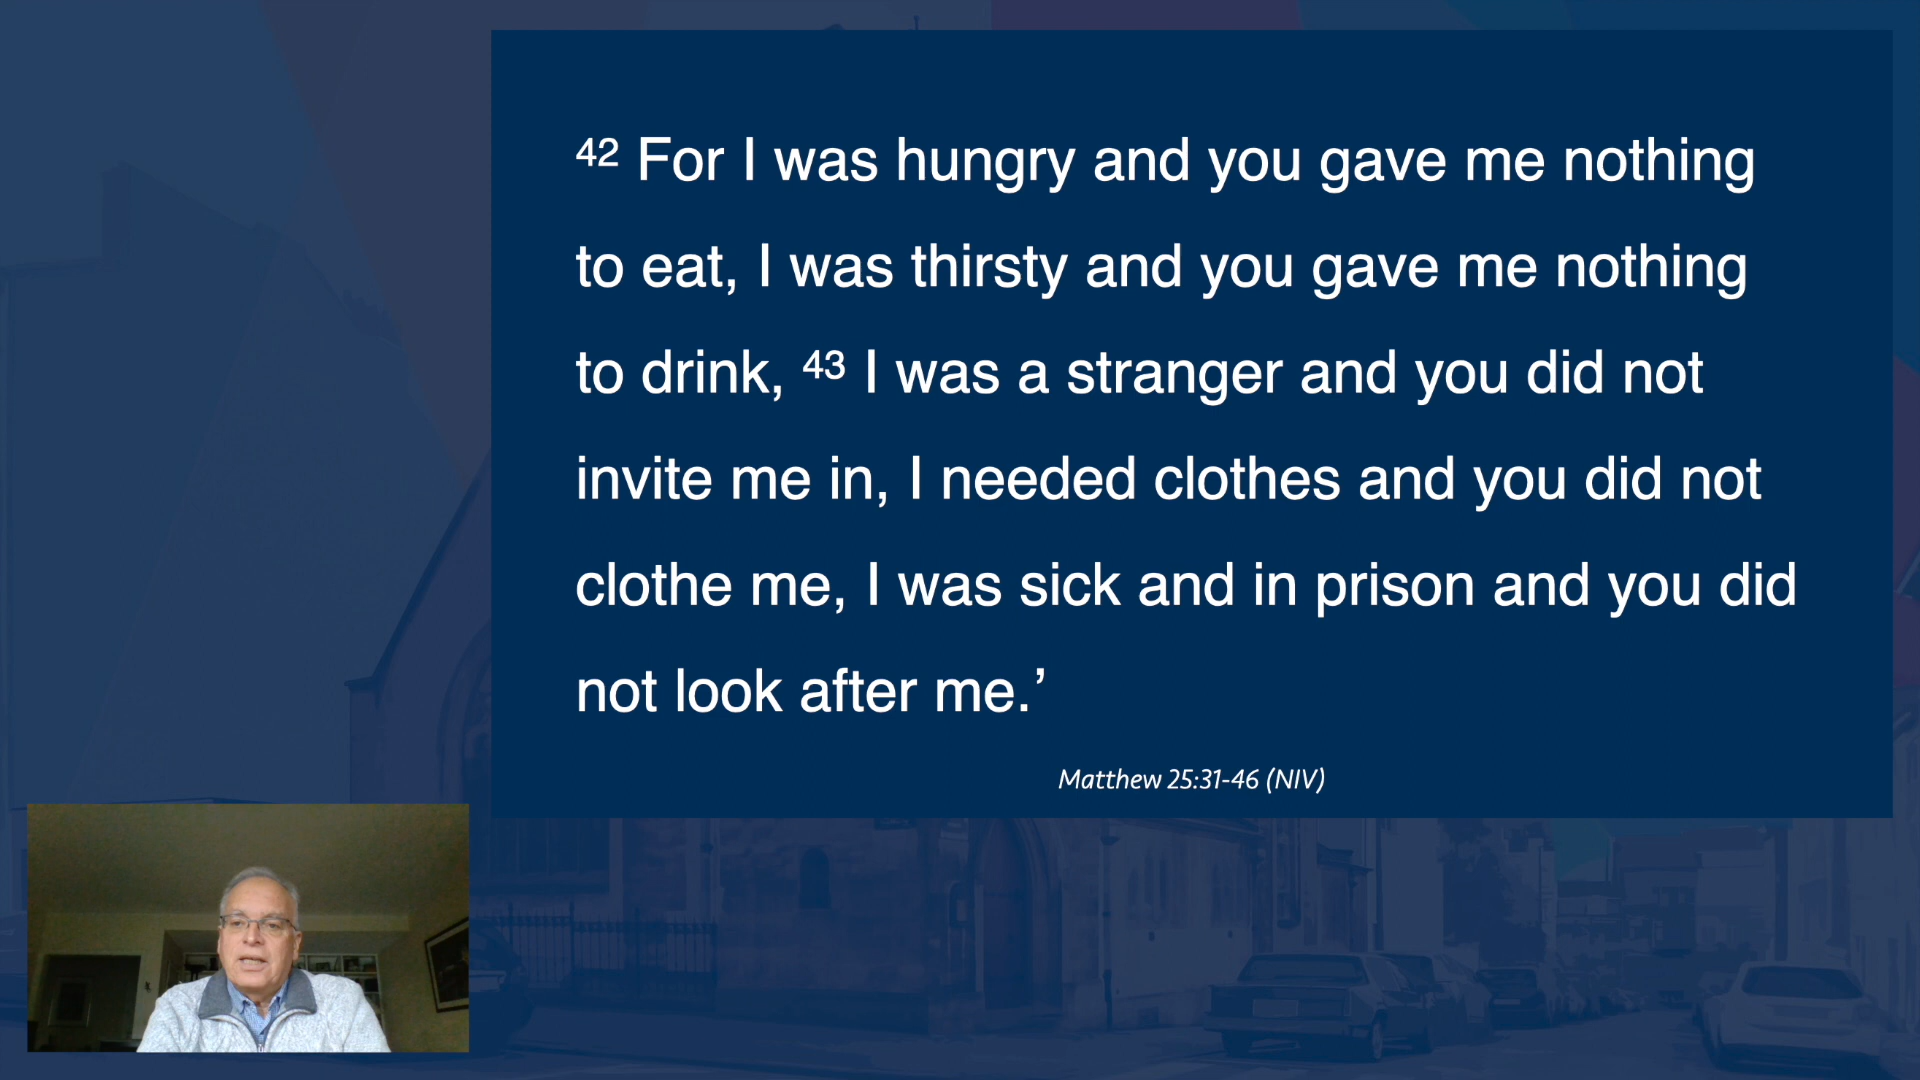 42 For I was hungry and you gave me nothing
to eat, I was thirsty and you gave me nothing
to drink, 43 I was a stranger and you did not
invite me in, I needed clothes and you did not
clothe me, I was sick and in prison and you did
not look after me.’
Matthew 25:31-46 (NIV)